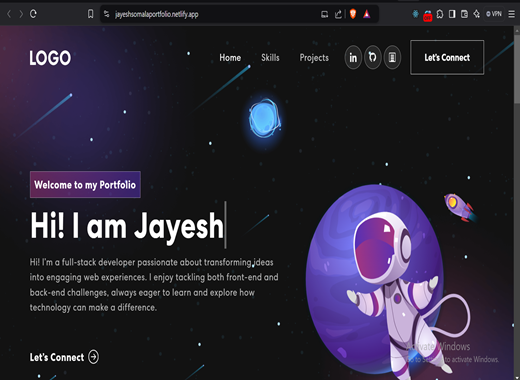 jayeshsomalaportfolio.netlify.app
VPN
LOGO
Home Skills Projects
in
Let's Connect
Welcome to my Portfolio
Hi! I am Jayesh
Hi! I'm a full-stack developer passionate about transforming ideas
into engaging web experiences. I enjoy tackling both front-end and
back-end challenges, always eager to learn and explore how
technology can make a difference.
Let's Connect
Activate Windows
Go to Settings to activate Windows.